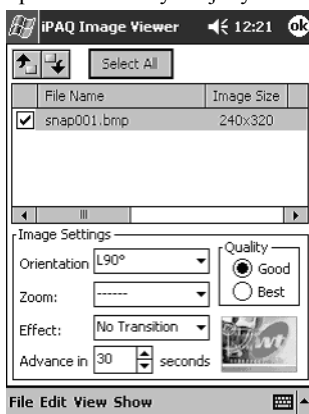 iPAQ Image Viewer 12:21 ok
Select All
File Name Image Size
snap001.bmp 240x320
Image Settings
Orientation L90° Quality
Good
Zoom: ------ Best
Effect: No Transition
Advance in 30 seconds
File Edit View Show